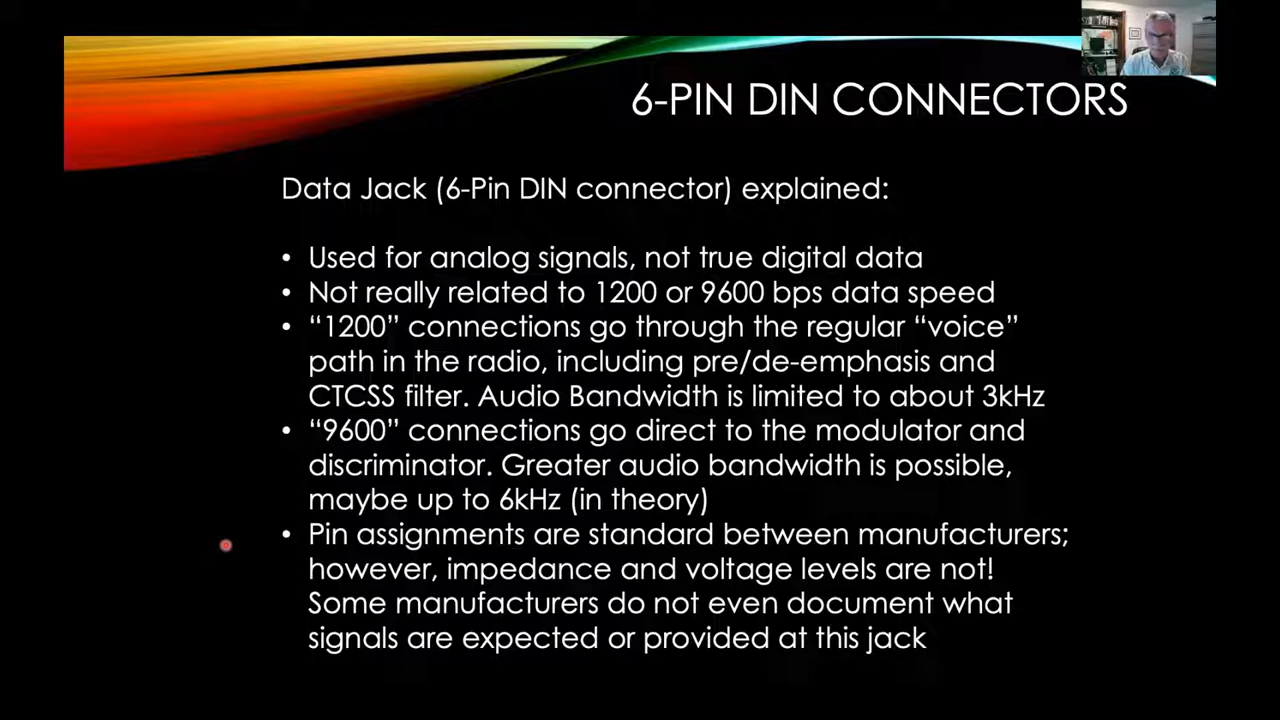 6-PIN DIN CONNECTORS
Data Jack (6-Pin DIN connector) explained:
• Used for analog signals, not true digital data
• Not really related to 1200 or 9600 bps data speed
• “1200” connections go through the regular “voice”
path in the radio, including pre/de-emphasis and
CTCSS filter. Audio Bandwidth is limited to about 3kHz
• “9600” connections go direct to the modulator and
discriminator. Greater audio bandwidth is possible,
maybe up to 6kHz (in theory)
• Pin assignments are standard between manufacturers;
however, impedance and voltage levels are not!
Some manufacturers do not even document what
signals are expected or provided at this jack